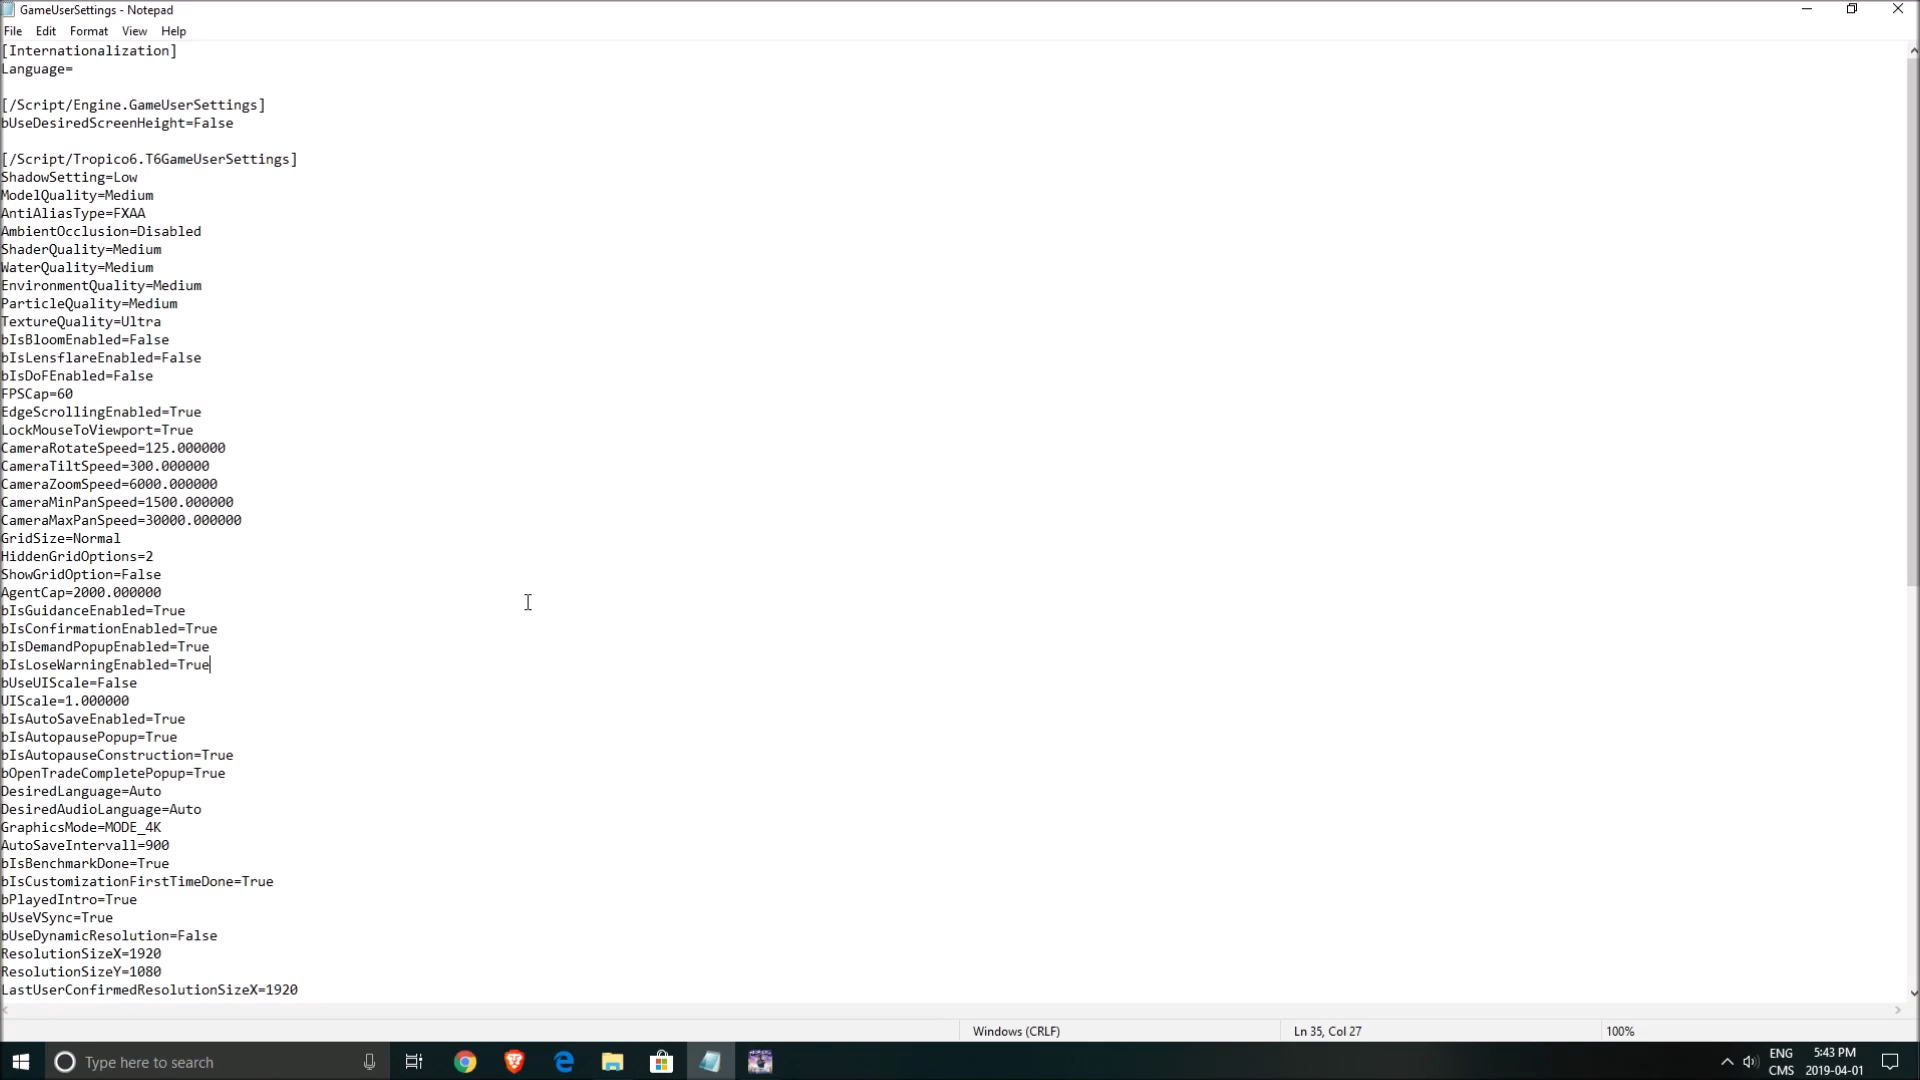 GameUserSettings - Notepad
File Edit Format View Help
[Internationalization]
Language=
[/Script/Engine.GameUserSettings]
bUseDesiredScreenHeight=False
[/Script/Tropico6.T6GameUserSettings]
ShadowSetting=Low
ModelQuality=Medium
AntiAliasType=FXAA
AmbientOcclusion=Disabled
ShaderQuality=Medium
WaterQuality=Medium
EnvironmentQuality=Medium
ParticleQuality=Medium
TextureQuality=Ultra
bIsBloomEnabled=False
bIsLensflareEnabled=False
bIsDoFEnabled=False
FPSCap=60
EdgeScrollingEnabled=True
LockMouseToViewport=True
CameraRotateSpeed=125.000000
CameraTiltSpeed=300.000000
CameraZoomSpeed=6000.000000
CameraMinPanSpeed=1500.000000
CameraMaxPanSpeed=30000.000000
GridSize=Normal
HiddenGridOptions=2
ShowGridOption=False
AgentCap=2000.000000
bIsGuidanceEnabled=True
bIsConfirmationEnabled=True
bIsDemandPopupEnabled=True
bIsLoseWarningEnabled=True
bUseUIScale=False
UIScale=1.000000
bIsAutoSaveEnabled=True
bIsAutopausePopup=True
bIsAutopauseConstruction=True
bOpenTradeCompletePopup=True
DesiredLanguage=Auto
DesiredAudioLanguage=Auto
GraphicsMode=MODE_4K
AutoSaveIntervall=900
bIsBenchmarkDone=True
bIsCustomizationFirstTimeDone=True
bPlayedIntro=True
bUseVSync=True
bUseDynamicResolution=False
ResolutionSizeX=1920
ResolutionSizeY=1080
LastUserConfirmedResolutionSizeX=1920
Windows (CRLF) Ln 35, Col 27 100%
Type here to search
ENG 5:43 PM
CMS 2019-04-01